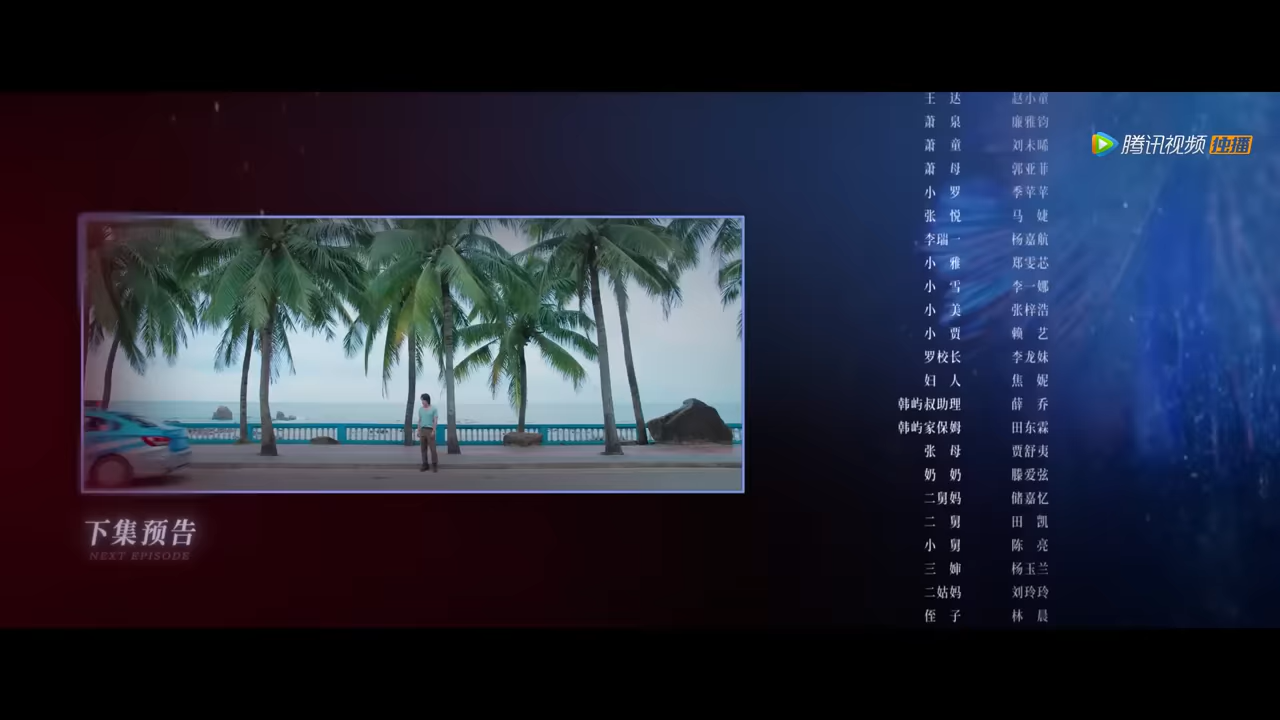 王 达 赵小童
萧 泉 廉雅钧
萧 童 刘未晞
萧 母 郭亚菲
小 罗 季苹苹
张 悦 马 婕
李瑞一 杨嘉航
小 雅 郑雯芯
小 雪 李一娜
小 美 张梓浩
小 贾 赖 艺
罗校长 李龙妹
妇 人 焦 妮
韩屿叔助理 薛 乔
韩屿家保姆 田东霖
张 母 贾舒夷
奶 奶 滕爱弦
二舅妈 储嘉忆
二 舅 田 凯
小 舅 陈 亮
三 婶 杨玉兰
二姑妈 刘玲玲
侄 子 林 晨
腾讯视频 独播
下集预告
NEXT EPISODE